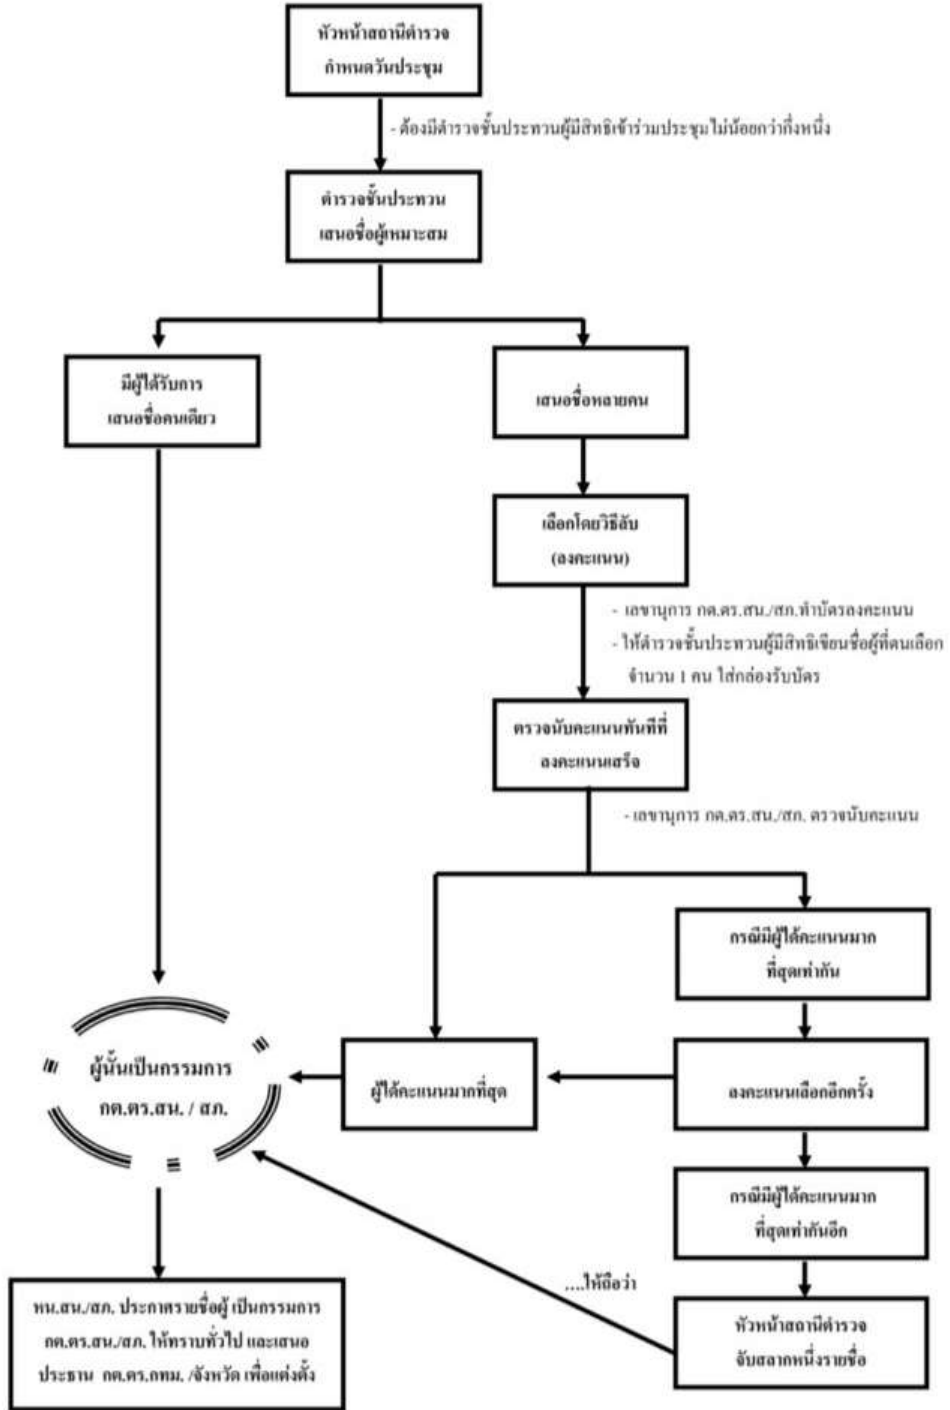 หัวหน้าสถานีตำรวจ
กำหนดวันประชุม
- ต้องมีตำรวจชั้นประทวนผู้มีสิทธิเข้าร่วมประชุมไม่น้อยกว่ากึ่งหนึ่ง
ตำรวจชั้นประทวน
เสนอชื่อผู้เหมาะสม
มีผู้ได้รับการ
เสนอชื่อคนเดียว
เสนอชื่อหลายคน
เลือกโดยวิธีลับ
(ลงคะแนน)
- เลขานุการ กต.ตร.สน./สภ.ทำบัตรลงคะแนน
- ให้ตำรวจชั้นประทวนผู้มีสิทธิเขียนชื่อผู้ที่ตนเลือก
จำนวน 1 คน ใส่กล่องรับบัตร
ตรวจนับคะแนนทันทีที่
ลงคะแนนเสร็จ
- เลขานุการ กต.ตร.สน./สภ. ตรวจนับคะแนน
กรณีมีผู้ได้คะแนนมาก
ที่สุดเท่ากัน
ผู้นั้นเป็นกรรมการ
กต.ตร.สน. / สภ.
ผู้ได้คะแนนมากที่สุด
ลงคะแนนเลือกอีกครั้ง
กรณีมีผู้ได้คะแนนมาก
ที่สุดเท่ากันอีก
....ให้ถือว่า
หัวหน้าสถานีตำรวจ
จับสลากหนึ่งรายชื่อ
หน.สน./สภ. ประกาศรายชื่อผู้ เป็นกรรมการ
กต.ตร.สน./สภ. ให้ทราบทั่วไป และเสนอ
ประธาน กต.ตร.กทม. /จังหวัด เพื่อแต่งตั้ง